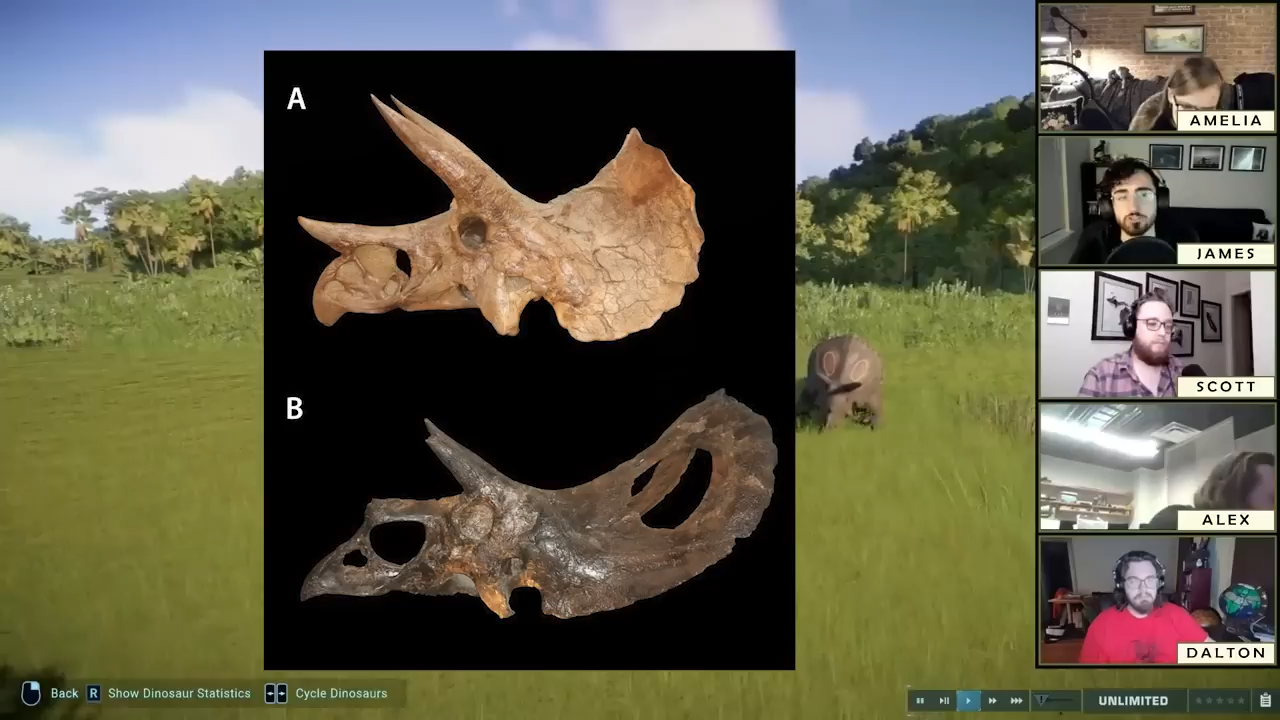 A
B
AMELIA
JAMES
SCOTT
ALEX
DALTON
Back R Show Dinosaur Statistics Cycle Dinosaurs
UNLIMITED